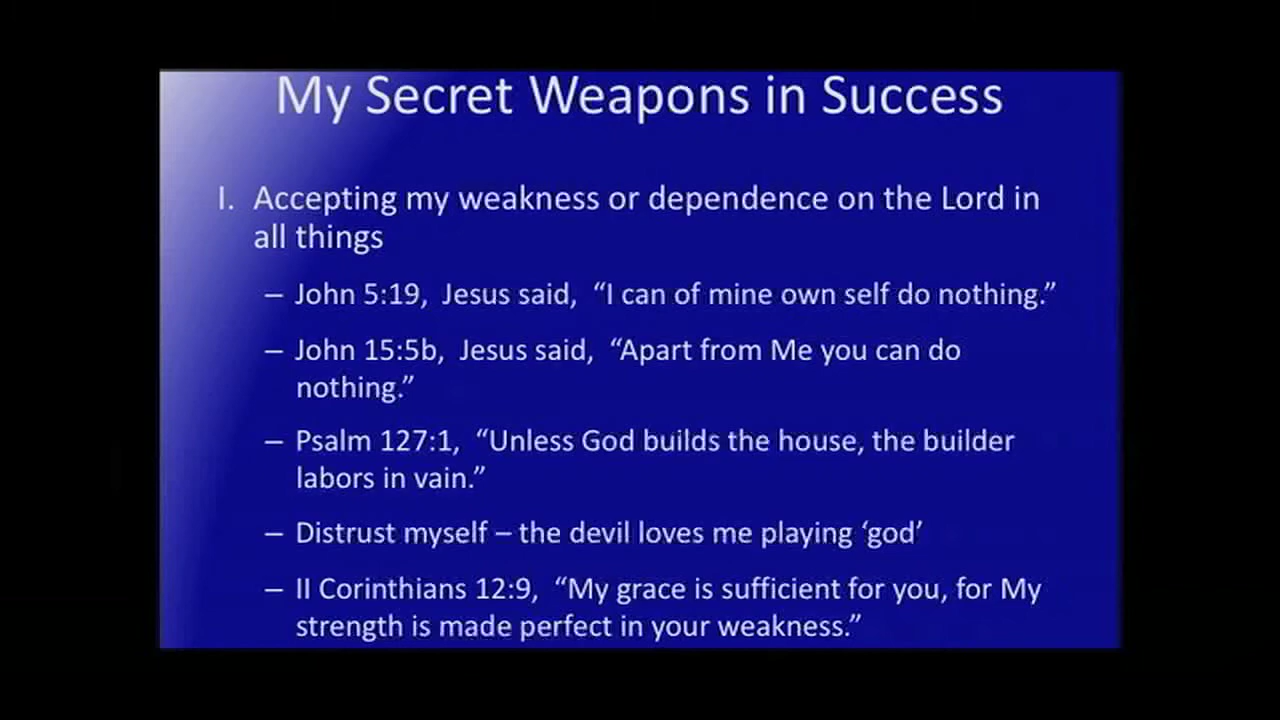 My Secret Weapons in Success
I. Accepting my weakness or dependence on the Lord in
all things
– John 5:19, Jesus said, “I can of mine own self do nothing.”
– John 15:5b, Jesus said, “Apart from Me you can do
nothing.”
– Psalm 127:1, “Unless God builds the house, the builder
labors in vain.”
– Distrust myself – the devil loves me playing ‘god’
– II Corinthians 12:9, “My grace is sufficient for you, for My
strength is made perfect in your weakness.”